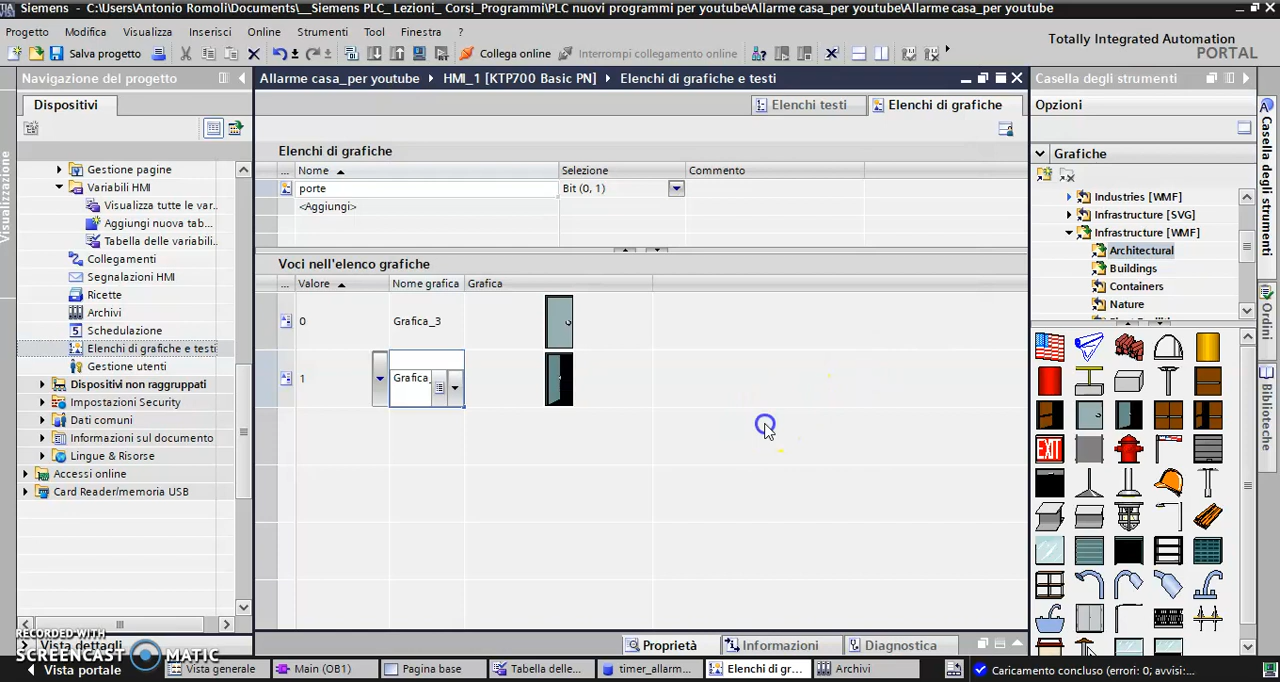 Siemens - C:\Users\Antonio Romoli\Documents\__Siemens PLC_ Lezioni_ Corsi_Programmi\PLC nuovi programmi per youtube\Allarme casa_per youtube\Allarme casa_per youtube
Progetto Modifica Visualizza Inserisci Online Strumenti Tool Finestra ?
Totally Integrated Automation
PORTAL
Salva progetto
Collega online
Interrompi collegamento online
Navigazione del progetto
Allarme casa_per youtube HMI_1 [KTP700 Basic PN] Elenchi di grafiche e testi
Casella degli strumenti
Dispositivi
Elenchi testi
Elenchi di grafiche
Opzioni
Visualizzazione
Gestione pagine
Variabili HMI
Visualizza tutte le var...
Aggiungi nuova tab...
Tabella delle variabili...
Collegamenti
Segnalazioni HMI
Ricette
Archivi
Schedulazione
Elenchi di grafiche e testi
Gestione utenti
Dispositivi non raggruppati
Impostazioni Security
Dati comuni
Informazioni sul documento
Lingue & Risorse
Accessi online
Card Reader/memoria USB
Vista dettagli
Elenchi di grafiche
... Nome Selezione Commento
porte Bit (0, 1)
<Aggiungi>
Voci nell'elenco grafiche
... Valore Nome grafica Grafica
0 Grafica_3
1 Grafica_
Grafiche
Industries [WMF]
Infrastructure [SVG]
Infrastructure [WMF]
Architectural
Buildings
Containers
Nature
EXIT
Casella degli strumenti
Ordini
Biblioteche
Proprietà Informazioni Diagnostica
RECORDED WITH
SCREENCAST MATIC
Vista portale
Vista generale
Main (OB1)
Pagina base
Tabella delle...
timer_allarm...
Elenchi di gr...
Archivi
Caricamento concluso (errori: 0; avvisi:...